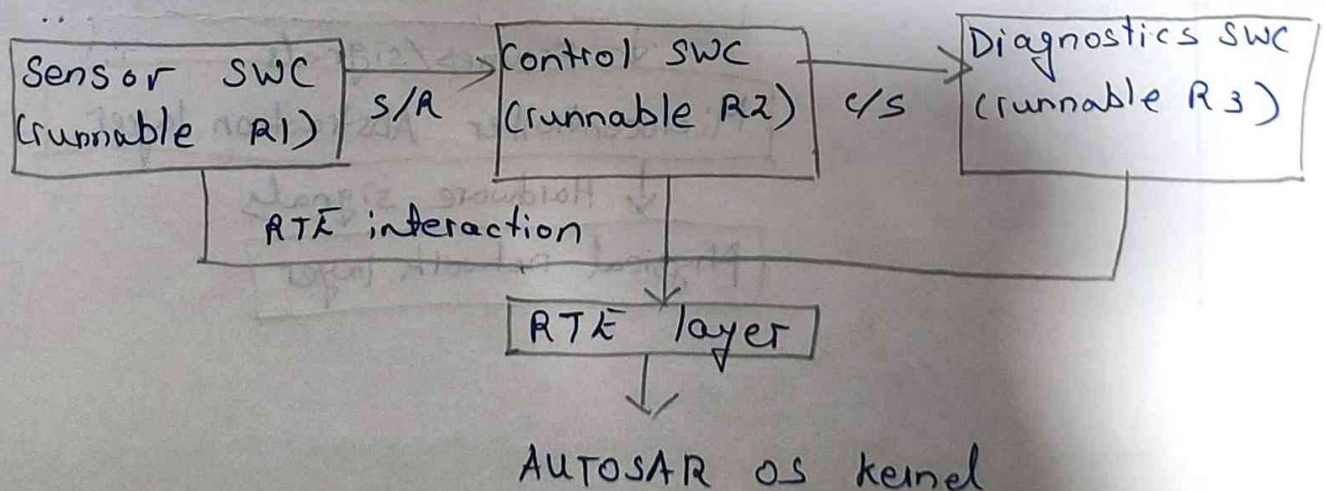 Sensor SWC
(runnable R1)
S/R
Control SWC
(runnable R2)
C/S
Diagnostics SWC
(runnable R3)
RTE interaction
RTE layer
AUTOSAR OS kernel